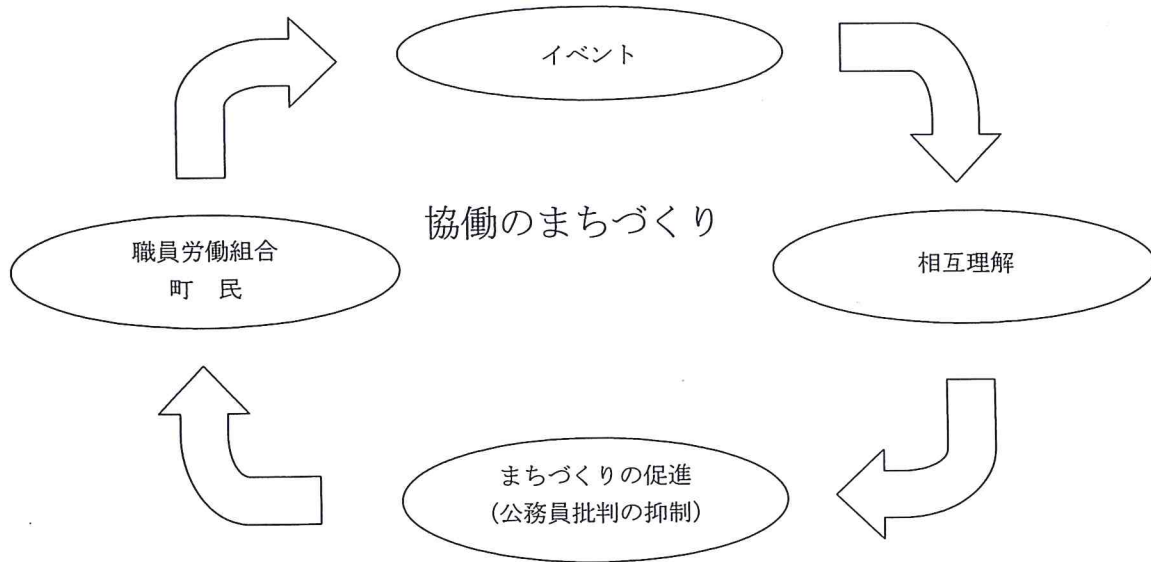 イベント
協働のまちづくり
職員労働組合
町　民
相互理解
まちづくりの促進
(公務員批判の抑制)